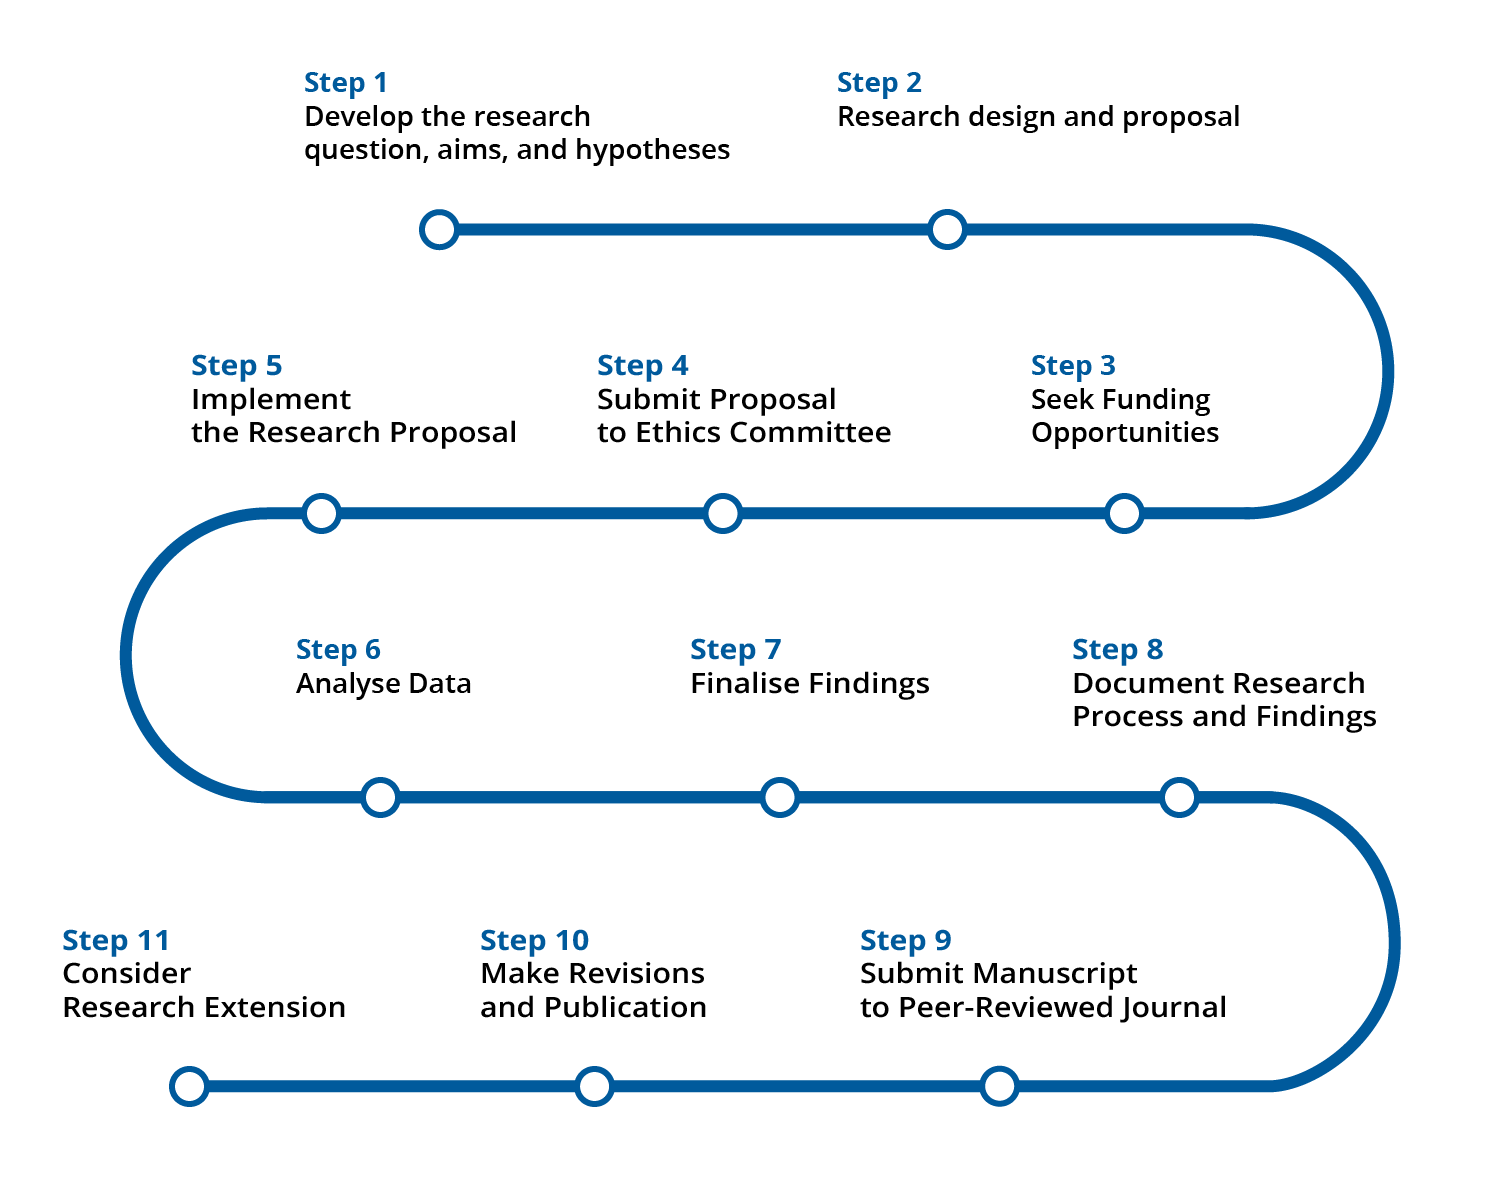 Step 1
Develop the research
question, aims, and hypotheses
Step 2
Research design and proposal
Step 3
Seek Funding
Opportunities
Step 4
Submit Proposal
to Ethics Committee
Step 5
Implement
the Research Proposal
Step 6
Analyse Data
Step 7
Finalise Findings
Step 8
Document Research
Process and Findings
Step 9
Submit Manuscript
to Peer-Reviewed Journal
Step 10
Make Revisions
and Publication
Step 11
Consider
Research Extension